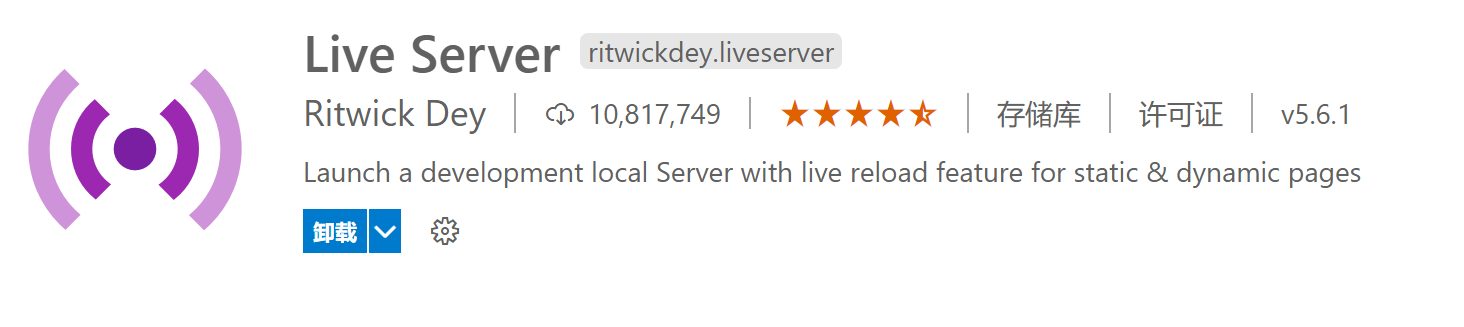 Live Server ritwickdey.liveserver
Ritwick Dey 10,817,749 存储库 许可证 v5.6.1
Launch a development local Server with live reload feature for static & dynamic pages
卸载